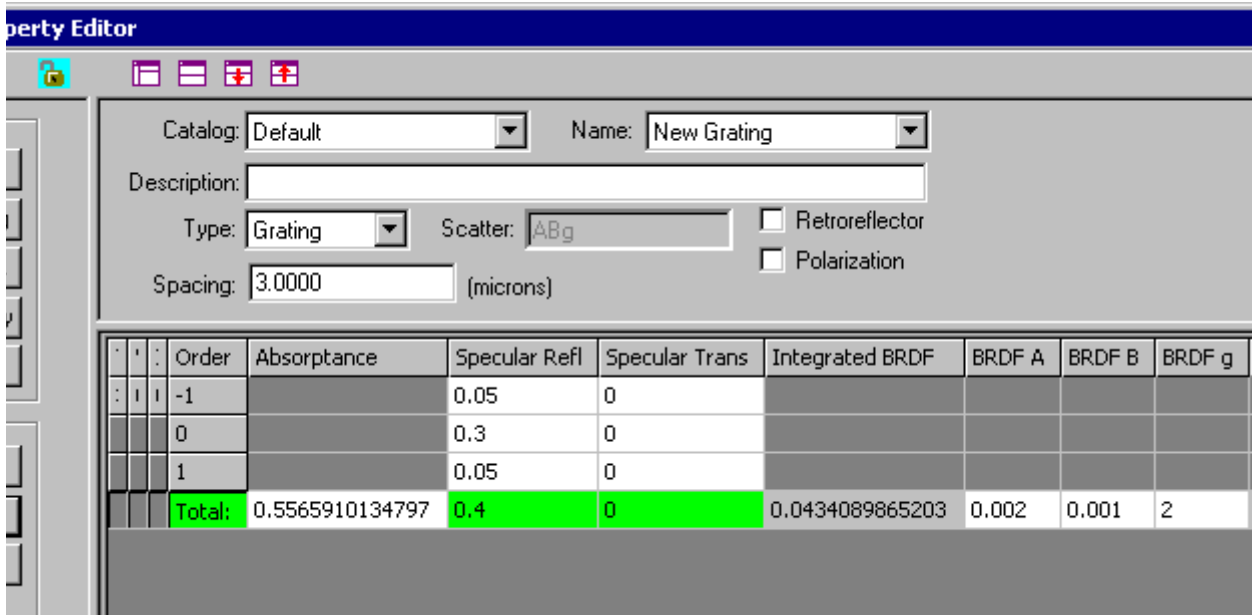 perty Editor
Catalog: Default Name: New Grating
Description:
Type: Grating Scatter: ABg Retroreflector
Polarization
Spacing: 3.0000 (microns)
Order Absorptance Specular Refl Specular Trans Integrated BRDF BRDF A BRDF B BRDF g
-1 0.05 0
0 0.3 0
1 0.05 0
Total: 0.5565910134797 0.4 0 0.0434089865203 0.002 0.001 2